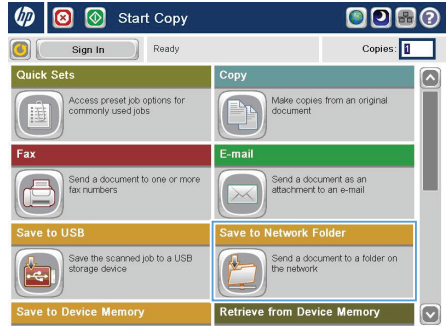 hp
Start Copy
?
Sign In
Ready
Copies: 1
Quick Sets
Access preset job options for
commonly used jobs
Copy
Make copies from an original
document
Fax
Send a document to one or more
fax numbers
E-mail
Send a document as an
attachment to an e-mail
Save to USB
Save the scanned job to a USB
storage device
Save to Network Folder
Send a document to a folder on
the network
Save to Device Memory
Retrieve from Device Memory